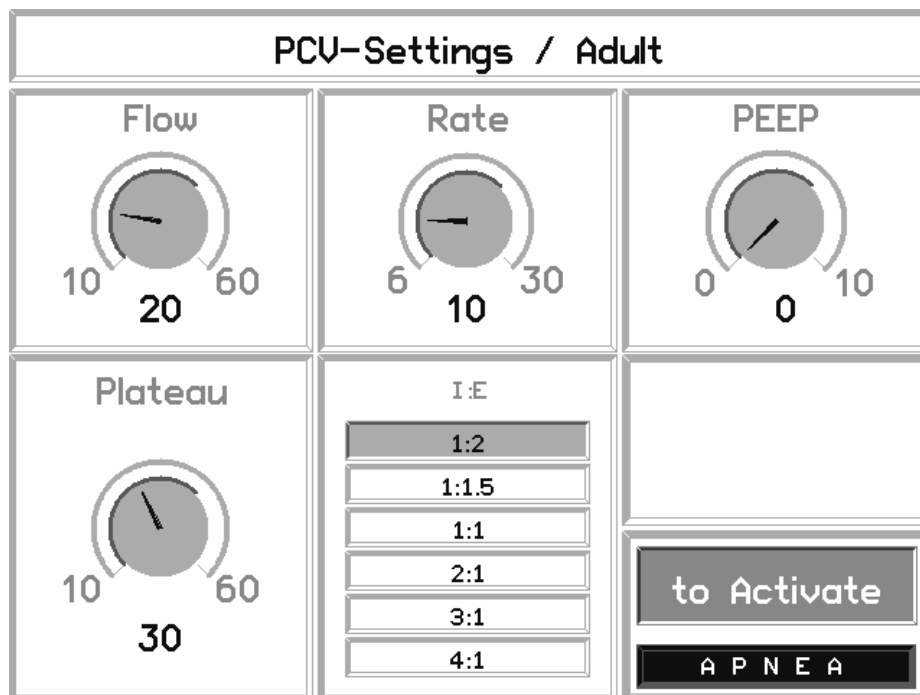 PCV-Settings / Adult
Flow
10 60
20
Rate
6 30
10
PEEP
0 10
0
Plateau
10 60
30
I:E
1:2
1:1.5
1:1
2:1
3:1
4:1
to Activate
A P N E A